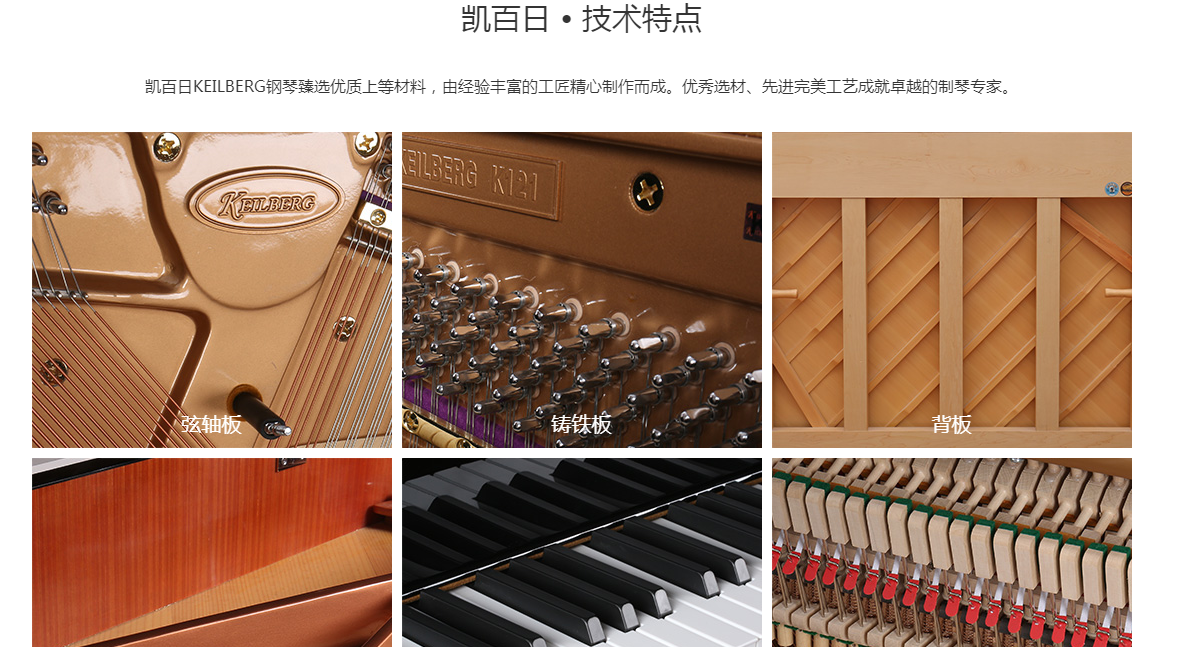 凯百日 • 技术特点
凯百日KEILBERG钢琴臻选优质上等材料，由经验丰富的工匠精心制作而成。优秀选材、先进完美工艺成就卓越的制琴专家。
KEILBERG
KEILBERG K121
弦轴板
铸铁板
背板